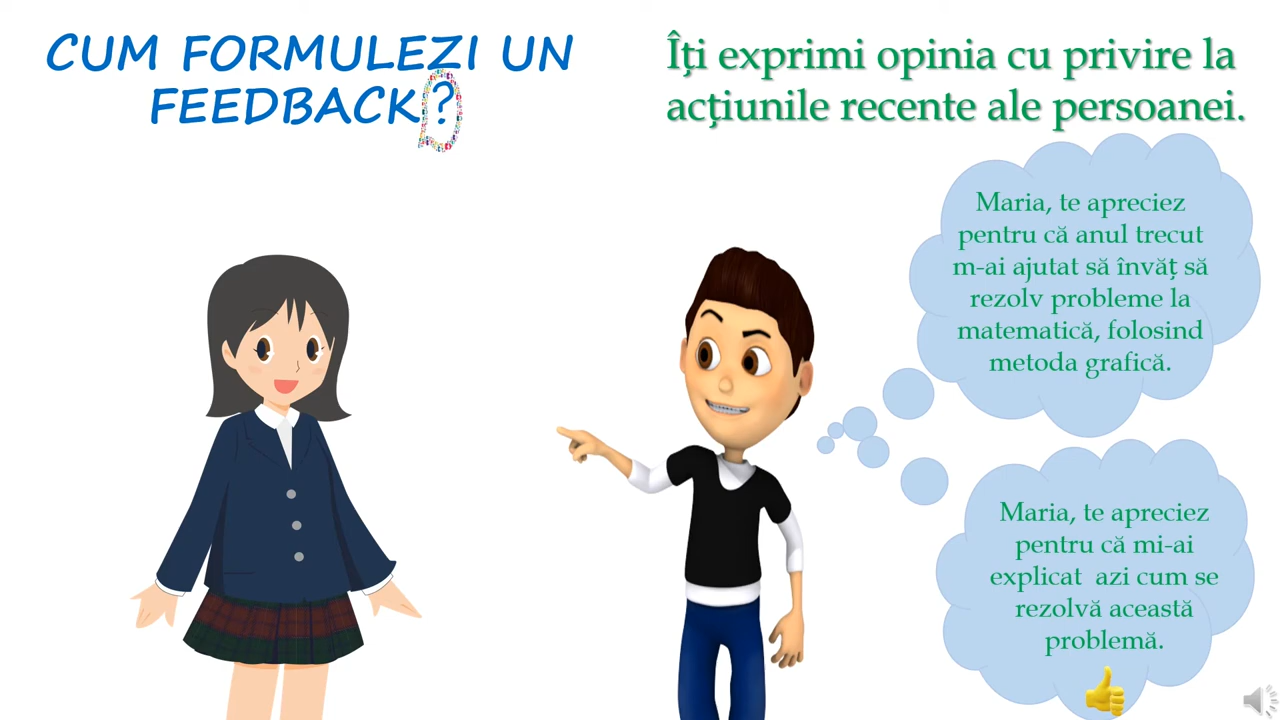 CUM FORMULEZI UN
FEEDBACK?
Îți exprimi opinia cu privire la
acțiunile recente ale persoanei.
Maria, te apreciez
pentru că anul trecut
m-ai ajutat să învăț să
rezolv probleme la
matematică, folosind
metoda grafică.
Maria, te apreciez
pentru că mi-ai
explicat azi cum se
rezolvă această
problemă.